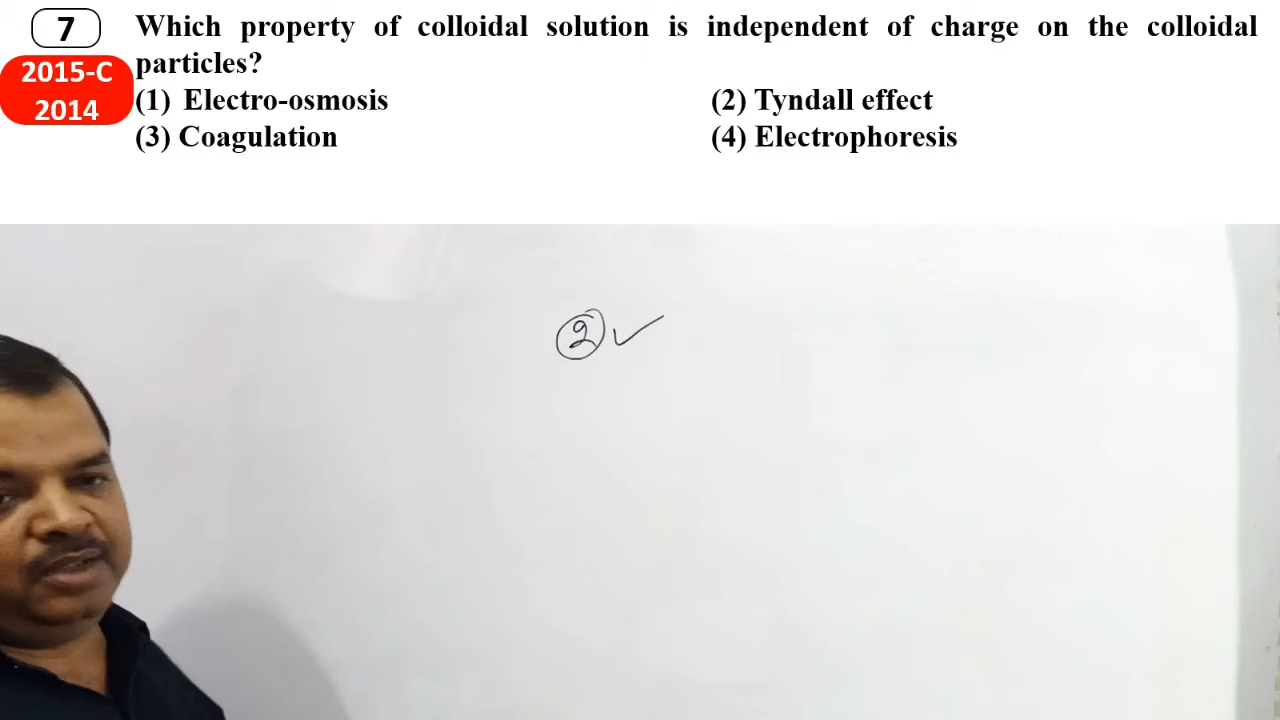 7 Which property of colloidal solution is independent of charge on the colloidal
2015-C particles?
2014 (1) Electro-osmosis (2) Tyndall effect
(3) Coagulation (4) Electrophoresis
2 ✓